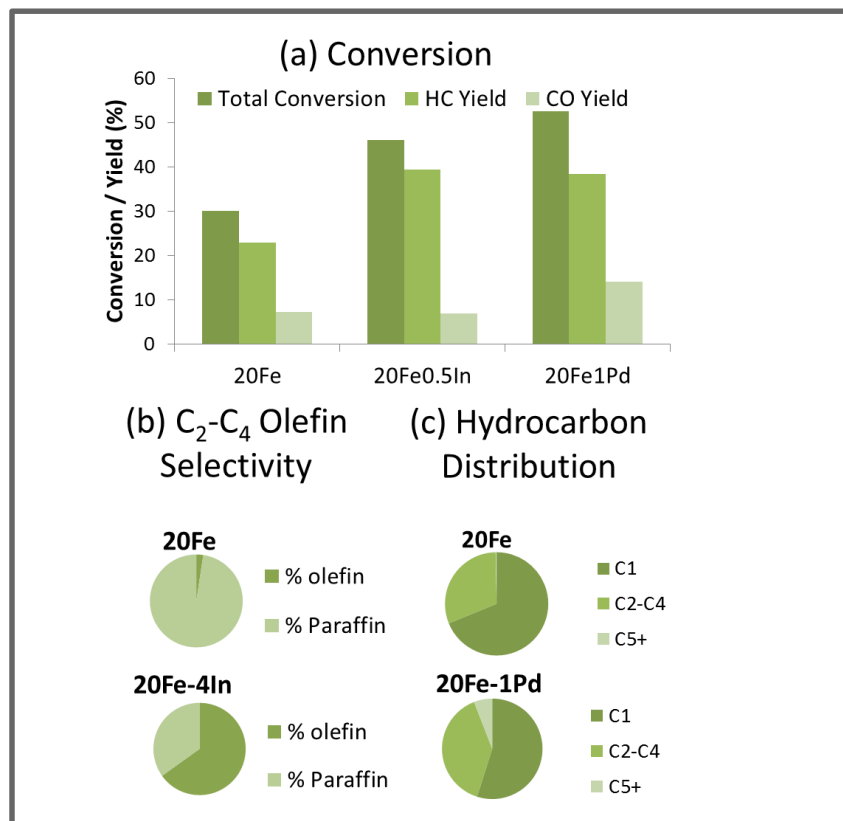 (a) Conversion
60
50
40
30
20
10
0
Conversion / Yield (%)
Total Conversion HC Yield CO Yield
20Fe 20Fe0.5In 20Fe1Pd
(b) C₂-C₄ Olefin
Selectivity
(c) Hydrocarbon
Distribution
20Fe
% olefin
% Paraffin
20Fe-4In
% olefin
% Paraffin
20Fe
C1
C2-C4
C5+
20Fe-1Pd
C1
C2-C4
C5+